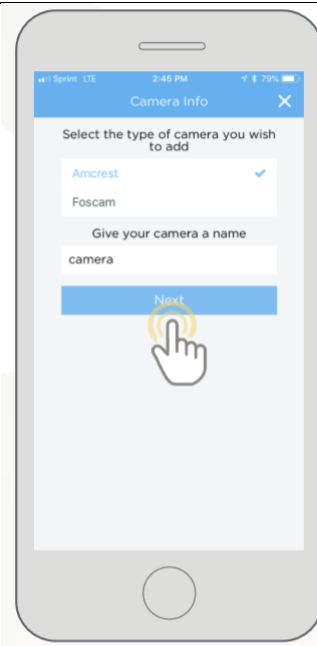 Sprint LTE 2:45 PM 79%
Camera Info
Select the type of camera you wish
to add
Amcrest
Foscam
Give your camera a name
camera
Next